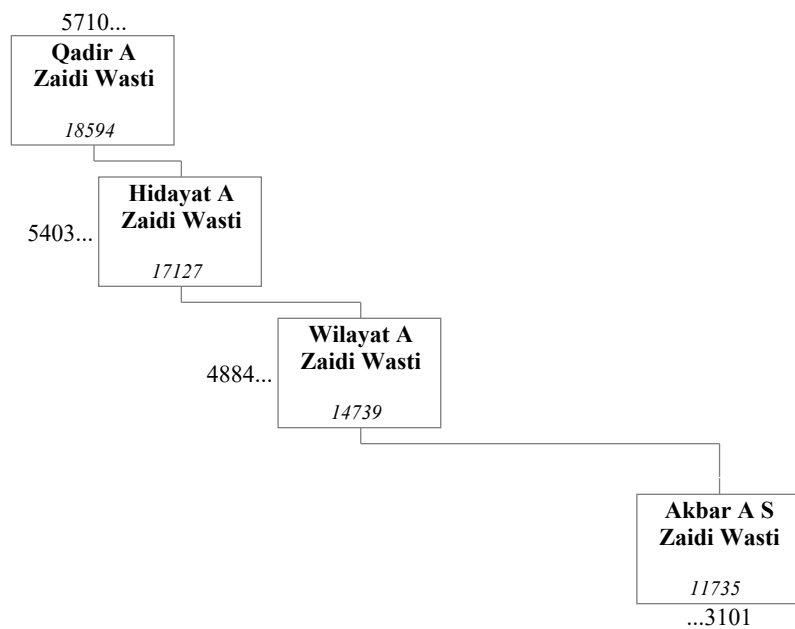 5710...
Qadir A
Zaidi Wasti
18594
Hidayat A
Zaidi Wasti
5403...
17127
Wilayat A
Zaidi Wasti
4884...
14739
Akbar A S
Zaidi Wasti
11735
...3101